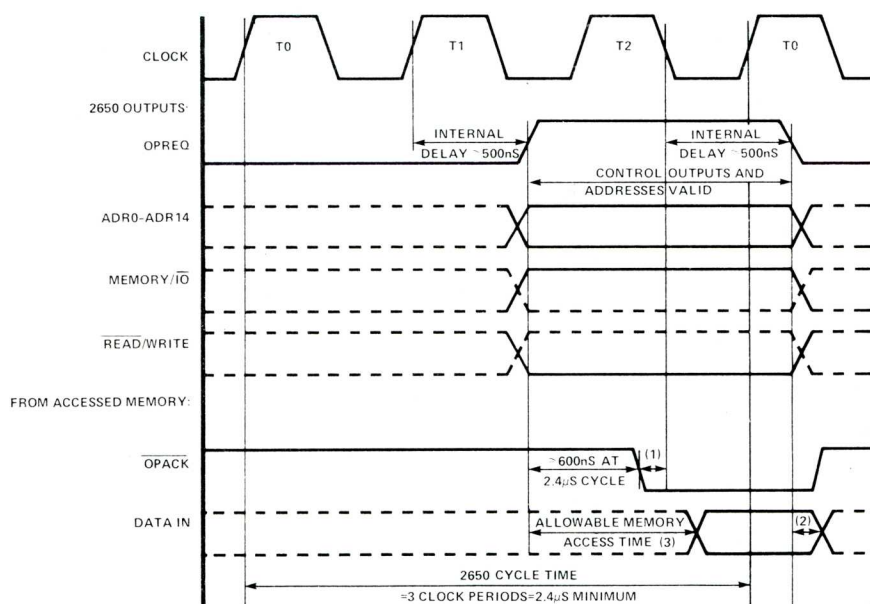 CLOCK
T0 T1 T2 T0
2650 OUTPUTS:
OPREQ
INTERNAL
DELAY ~500nS
INTERNAL
DELAY ~500nS
CONTROL OUTPUTS AND
ADDRESSES VALID
ADR0-ADR14
MEMORY/IO
READ/WRITE
FROM ACCESSED MEMORY:
OPACK
~600nS AT
2.4μS CYCLE
(1)
DATA IN
ALLOWABLE MEMORY
ACCESS TIME (3)
(2)
2650 CYCLE TIME
=3 CLOCK PERIODS=2.4μS MINIMUM